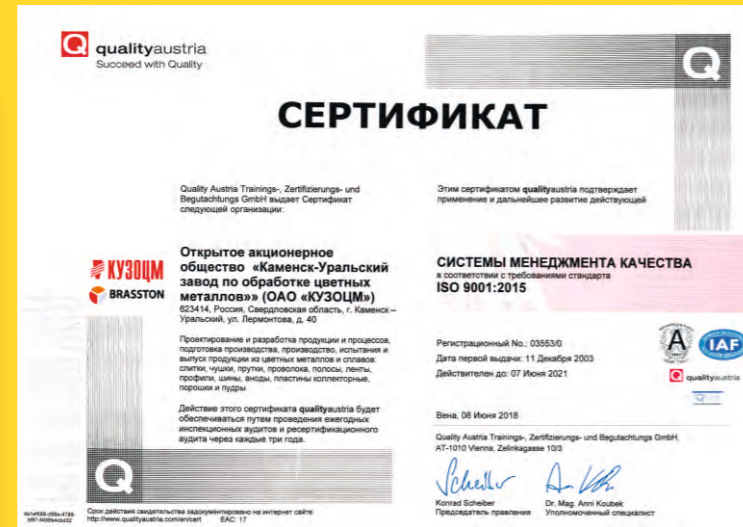 qualityaustria
Succeed with Quality
СЕРТИФИКАТ
Quality Austria Trainings-, Zertifizierungs- und
Begutachtungs GmbH выдает Сертификат
следующей организации:
КУЗОЦМ
BRASSTON
Открытое акционерное
общество «Каменск-Уральский
завод по обработке цветных
металлов»» (ОАО «КУЗОЦМ»)
623414, Россия, Свердловская область, г. Каменск –
Уральский, ул. Лермонтова, д. 40
Проектирование и разработка продукции и процессов,
подготовка производства, производство, испытания и
выпуск продукции из цветных металлов и сплавов:
слитки, чушки, прутки, проволока, полосы, ленты,
профили, шины, аноды, пластины коллекторные,
порошки и пудры
Действие этого сертификата qualityaustria будет
обеспечиваться путем проведения ежегодных
инспекционных аудитов и ресертификационного
аудита через каждые три года.
Этим сертификатом qualityaustria подтверждает
применение и дальнейшее развитие действующей
СИСТЕМЫ МЕНЕДЖМЕНТА КАЧЕСТВА
в соответствии с требованиями стандарта
ISO 9001:2015
Регистрационный No.: 03553/0
Дата первой выдачи: 11 Декабря 2003
Действителен до: 07 Июня 2021
IAF
qualityaustria
Вена, 08 Июня 2018
Quality Austria Trainings-, Zertifizierungs- und Begutachtungs GmbH,
AT-1010 Vienna, Zelinkagasse 10/3
Konrad Scheiber
Председатель правления
Dr. Mag. Anni Koubek
Уполномоченный специалист
Срок действия свидетельства задокументировано на интернет сайте
http://www.qualityaustria.com/en/cert EAC: 17